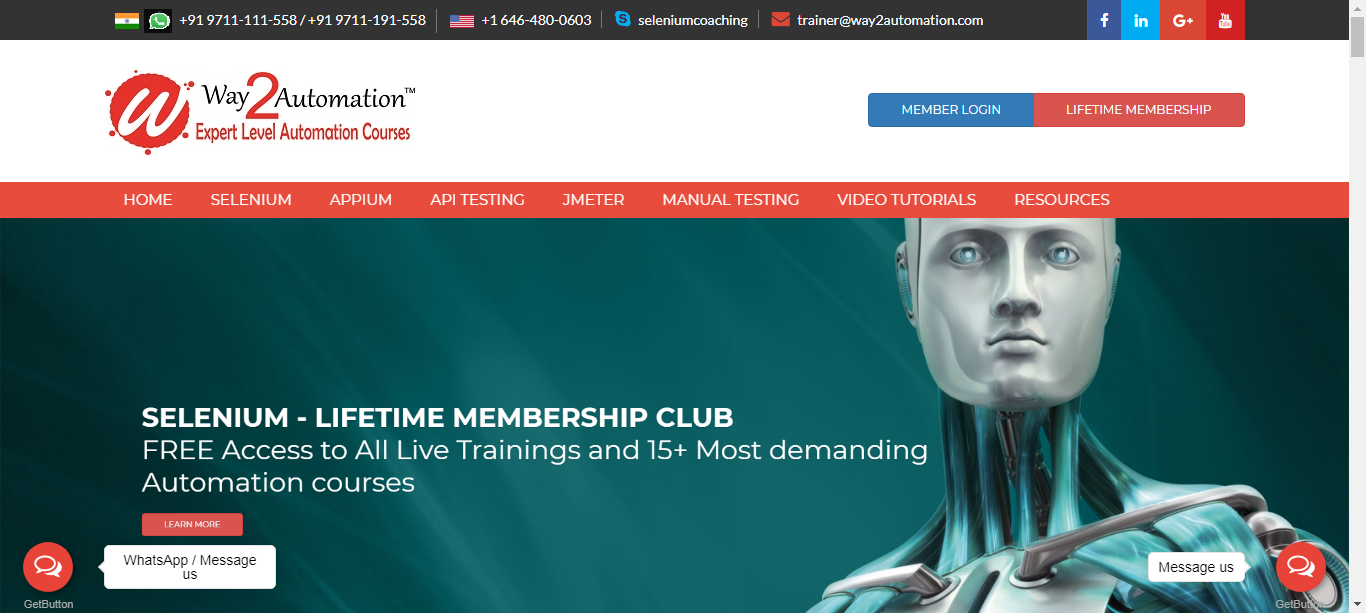 +91 9711-111-558 / +91 9711-191-558
+1 646-480-0603
seleniumcoaching
trainer@way2automation.com
f
in
G+
You Tube
w
Way2Automation™
Expert Level Automation Courses
MEMBER LOGIN
LIFETIME MEMBERSHIP
HOME
SELENIUM
APPIUM
API TESTING
JMETER
MANUAL TESTING
VIDEO TUTORIALS
RESOURCES
SELENIUM - LIFETIME MEMBERSHIP CLUB
FREE Access to All Live Trainings and 15+ Most demanding
Automation courses
LEARN MORE
WhatsApp / Message
us
GetButton
Message us
GetButton